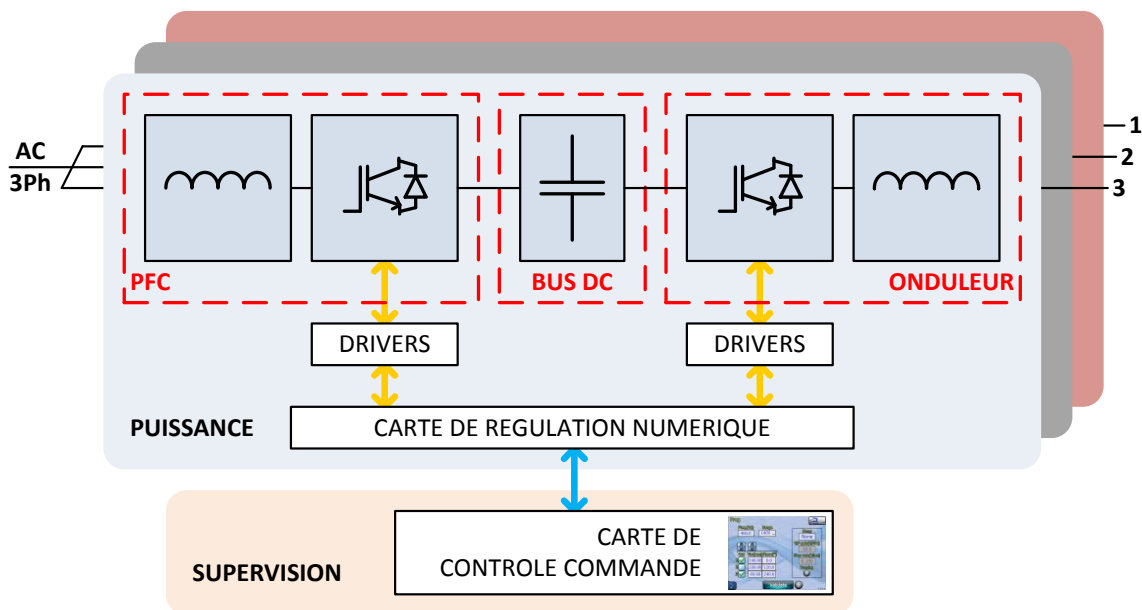 AC
3Ph
1
2
3
PFC
BUS DC
ONDULEUR
DRIVERS
DRIVERS
PUISSANCE
CARTE DE REGULATION NUMERIQUE
SUPERVISION
CARTE DE
CONTROLE COMMANDE